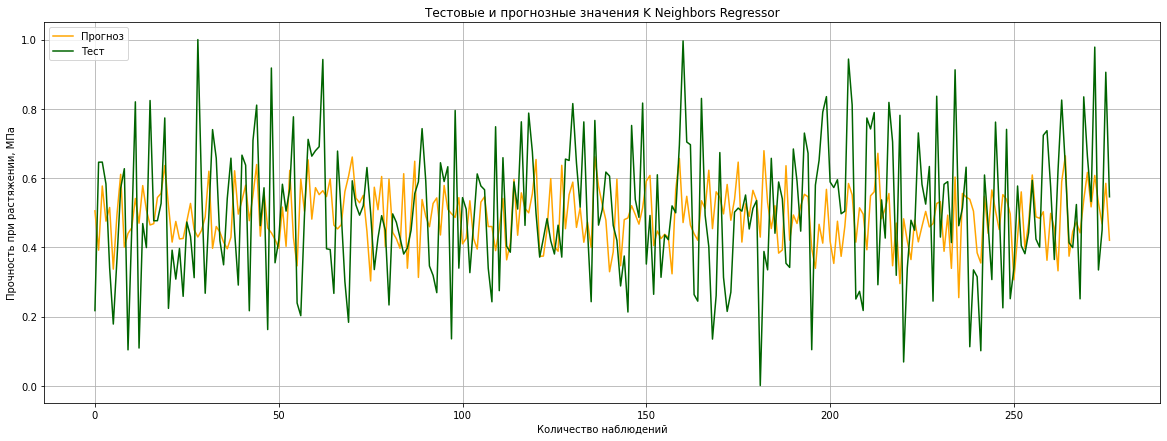 Тестовые и прогнозные значения K Neighbors Regressor
Прогноз
Тест
Прочность при растяжении, МПа
1.0
0.8
0.6
0.4
0.2
0.0
0
50
100
150
200
250
Количество наблюдений